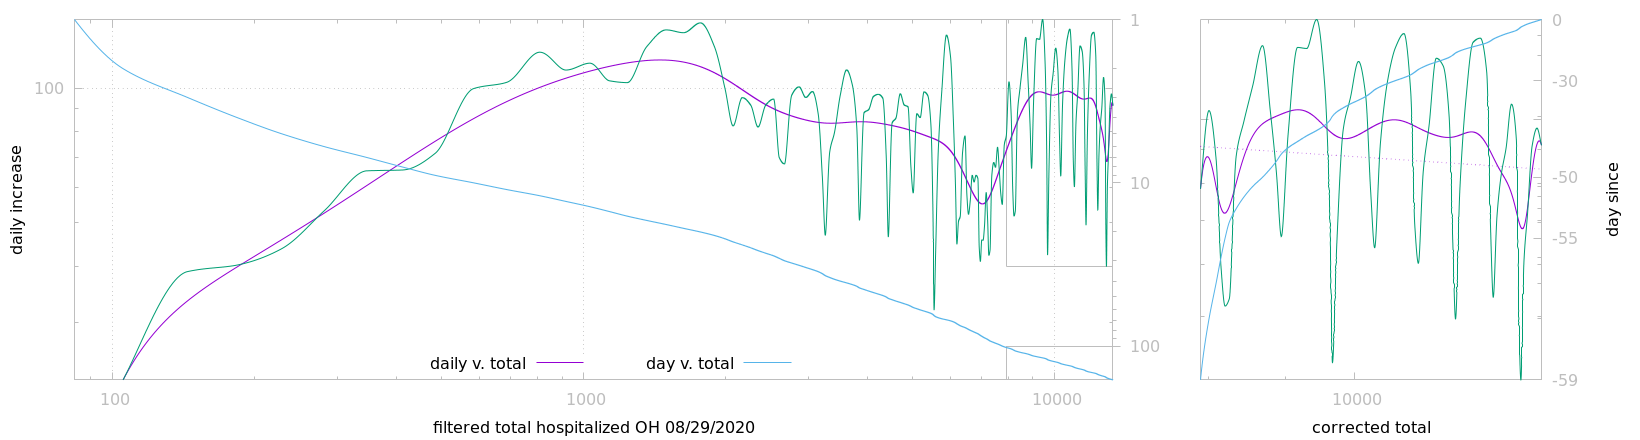 1
0
100
-30
daily increase
10
-50
day since
-55
daily v. total
day v. total
100
-59
100
1000
10000
10000
filtered total hospitalized OH 08/29/2020
corrected total